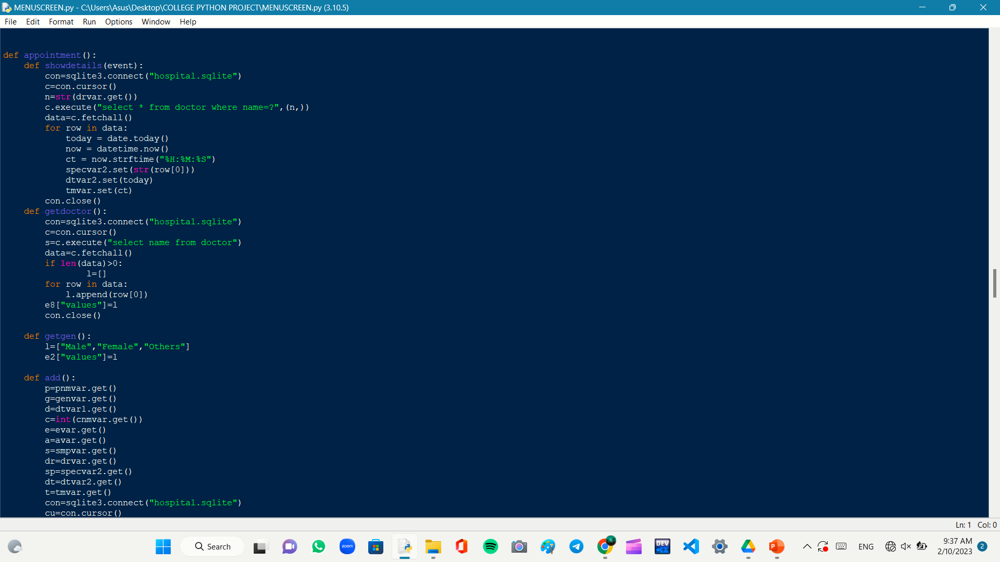 MENUSCREEN.py - C:\Users\Asus\Desktop\COLLEGE PYTHON PROJECT\MENUSCREEN.py (3.10.5)
File Edit Format Run Options Window Help
def appointment():
    def showdetails(event):
        con=sqlite3.connect("hospital.sqlite")
        c=con.cursor()
        n=str(drvar.get())
        c.execute("select * from doctor where name=?",(n,))
        data=c.fetchall()
        for row in data:
            today = date.today()
            now = datetime.now()
            ct = now.strftime("%H:%M:%S")
            specvar2.set(str(row[0]))
            dtvar2.set(today)
            tmvar.set(ct)
        con.close()
    def getdoctor():
        con=sqlite3.connect("hospital.sqlite")
        c=con.cursor()
        s=c.execute("select name from doctor")
        data=c.fetchall()
        if len(data)>0:
                l=[]
        for row in data:
            l.append(row[0])
        e8["values"]=l
        con.close()
    def getgen():
        l=["Male","Female","Others"]
        e2["values"]=l
    def add():
        p=pnmvar.get()
        g=genvar.get()
        d=dtvar1.get()
        c=int(cnmvar.get())
        e=evar.get()
        a=avar.get()
        s=smpvar.get()
        dr=drvar.get()
        sp=specvar2.get()
        dt=dtvar2.get()
        t=tmvar.get()
        con=sqlite3.connect("hospital.sqlite")
        cu=con.cursor()
Ln: 1 Col: 0
Search
zoom
DEV
C++
P
ENG
9:37 AM
2/10/2023
2